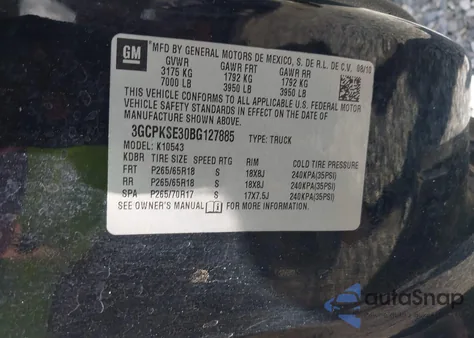 GM
MFD BY GENERAL MOTORS DE MEXICO, S. DE R.L. DE C.V. 08/10
GVWR GAWR FRT GAWR RR
3175 KG 1792 KG 1792 KG
7000 LB 3950 LB 3950 LB
THIS VEHICLE CONFORMS TO ALL APPLICABLE U.S. FEDERAL MOTOR
VEHICLE SAFETY STANDARDS IN EFFECT ON THE DATE OF
MANUFACTURE SHOWN ABOVE.
3GCPKSE30BG127885 TYPE: TRUCK
MODEL: K10543
KDBR TIRE SIZE SPEED RTG RIM COLD TIRE PRESSURE
FRT P265/65R18 S 18X8J 240KPA(35PSI)
RR P265/65R18 S 18X8J 240KPA(35PSI)
SPA P265/70R17 S 17X7.5J 240KPA(35PSI)
SEE OWNER'S MANUAL FOR MORE INFORMATION.
autaSnap